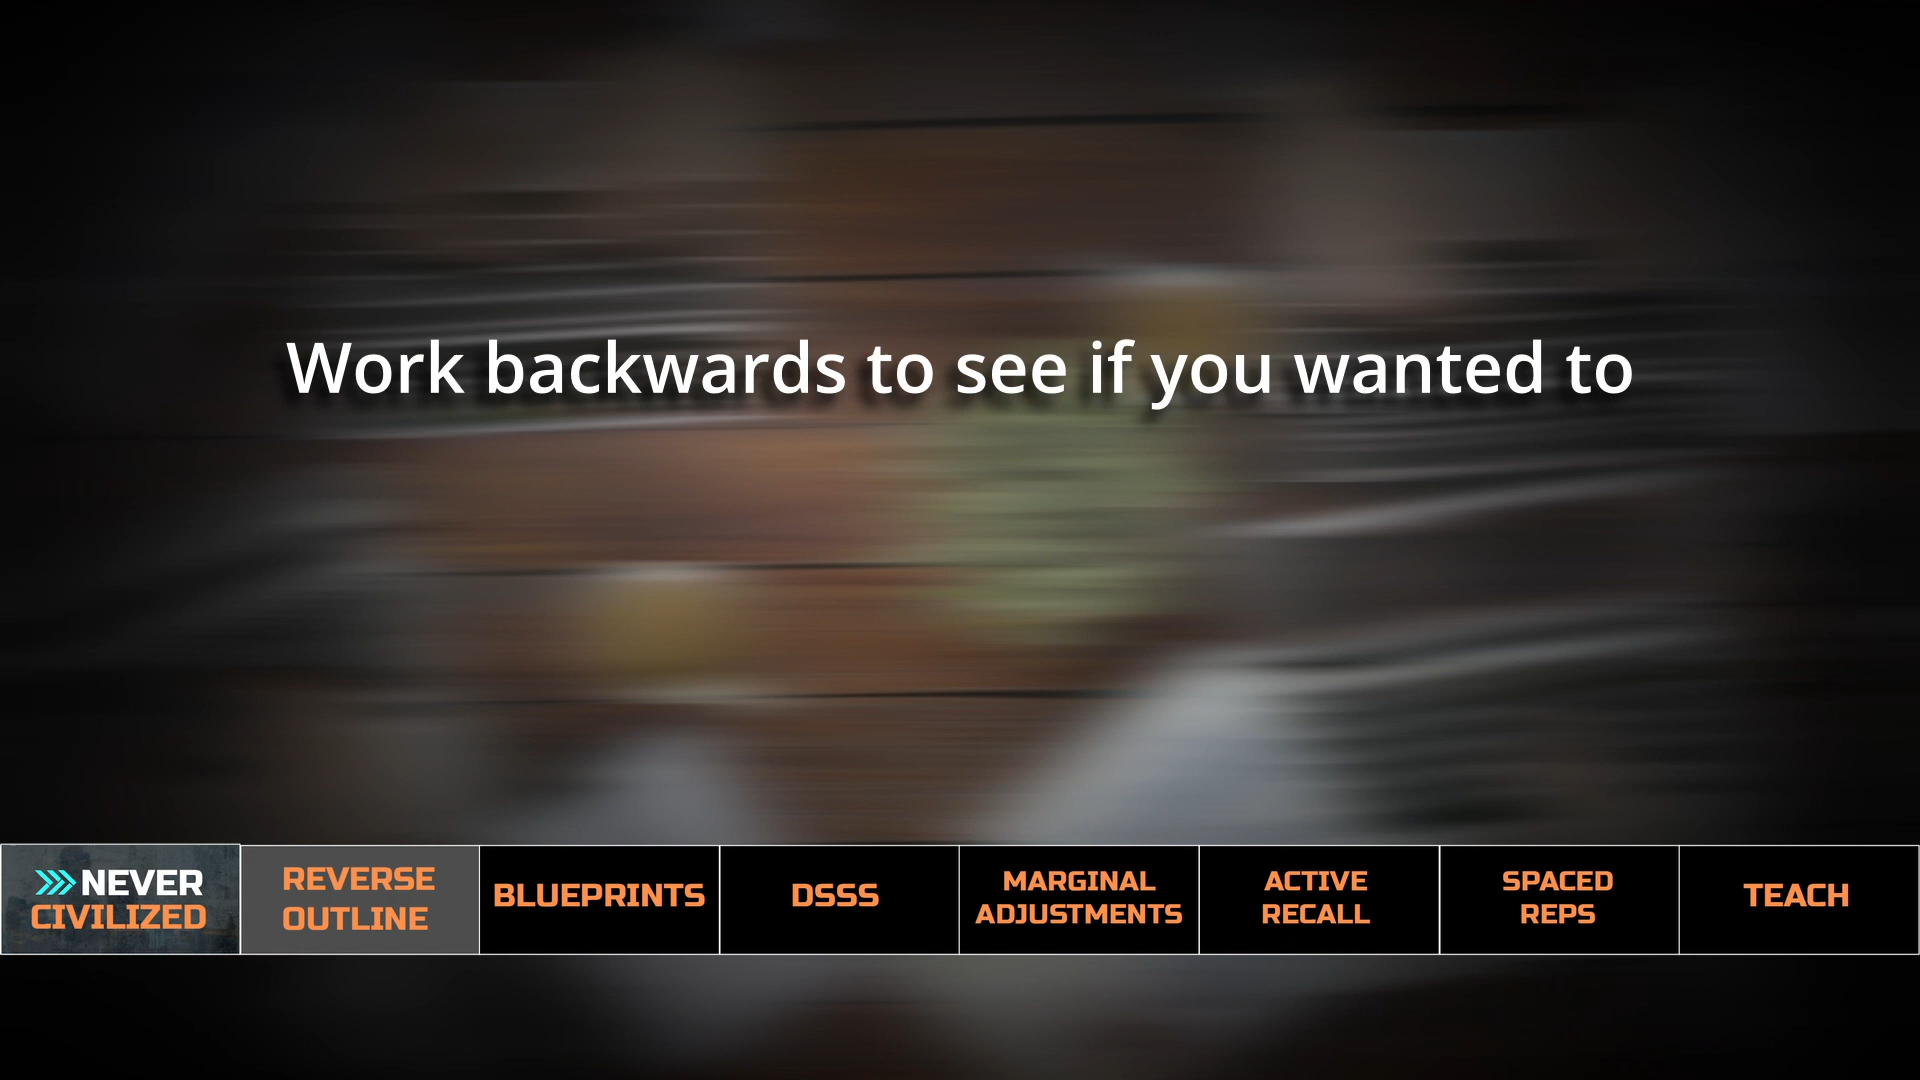 Work backwards to see if you wanted to
NEVER
CIVILIZED
REVERSE
OUTLINE
BLUEPRINTS
DSSS
MARGINAL
ADJUSTMENTS
ACTIVE
RECALL
SPACED
REPS
TEACH